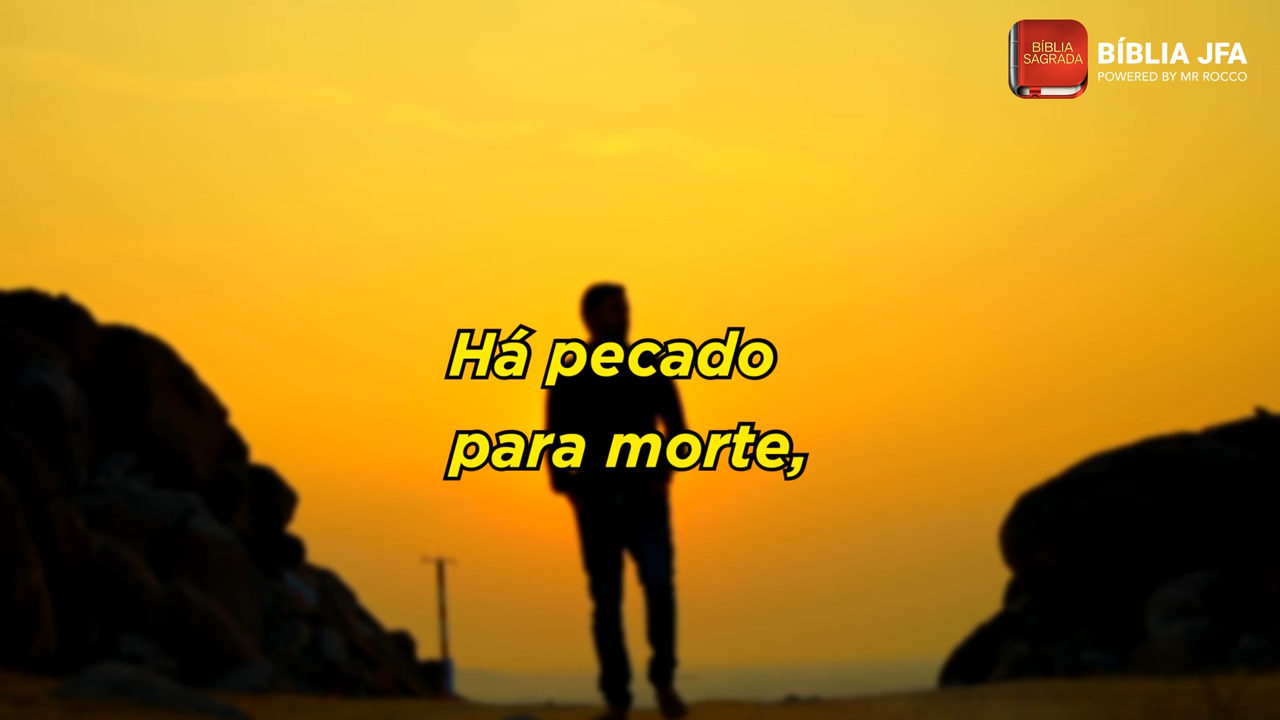 BÍBLIA
SAGRADA
BÍBLIA JFA
POWERED BY MR ROCCO
Há pecado
para morte,